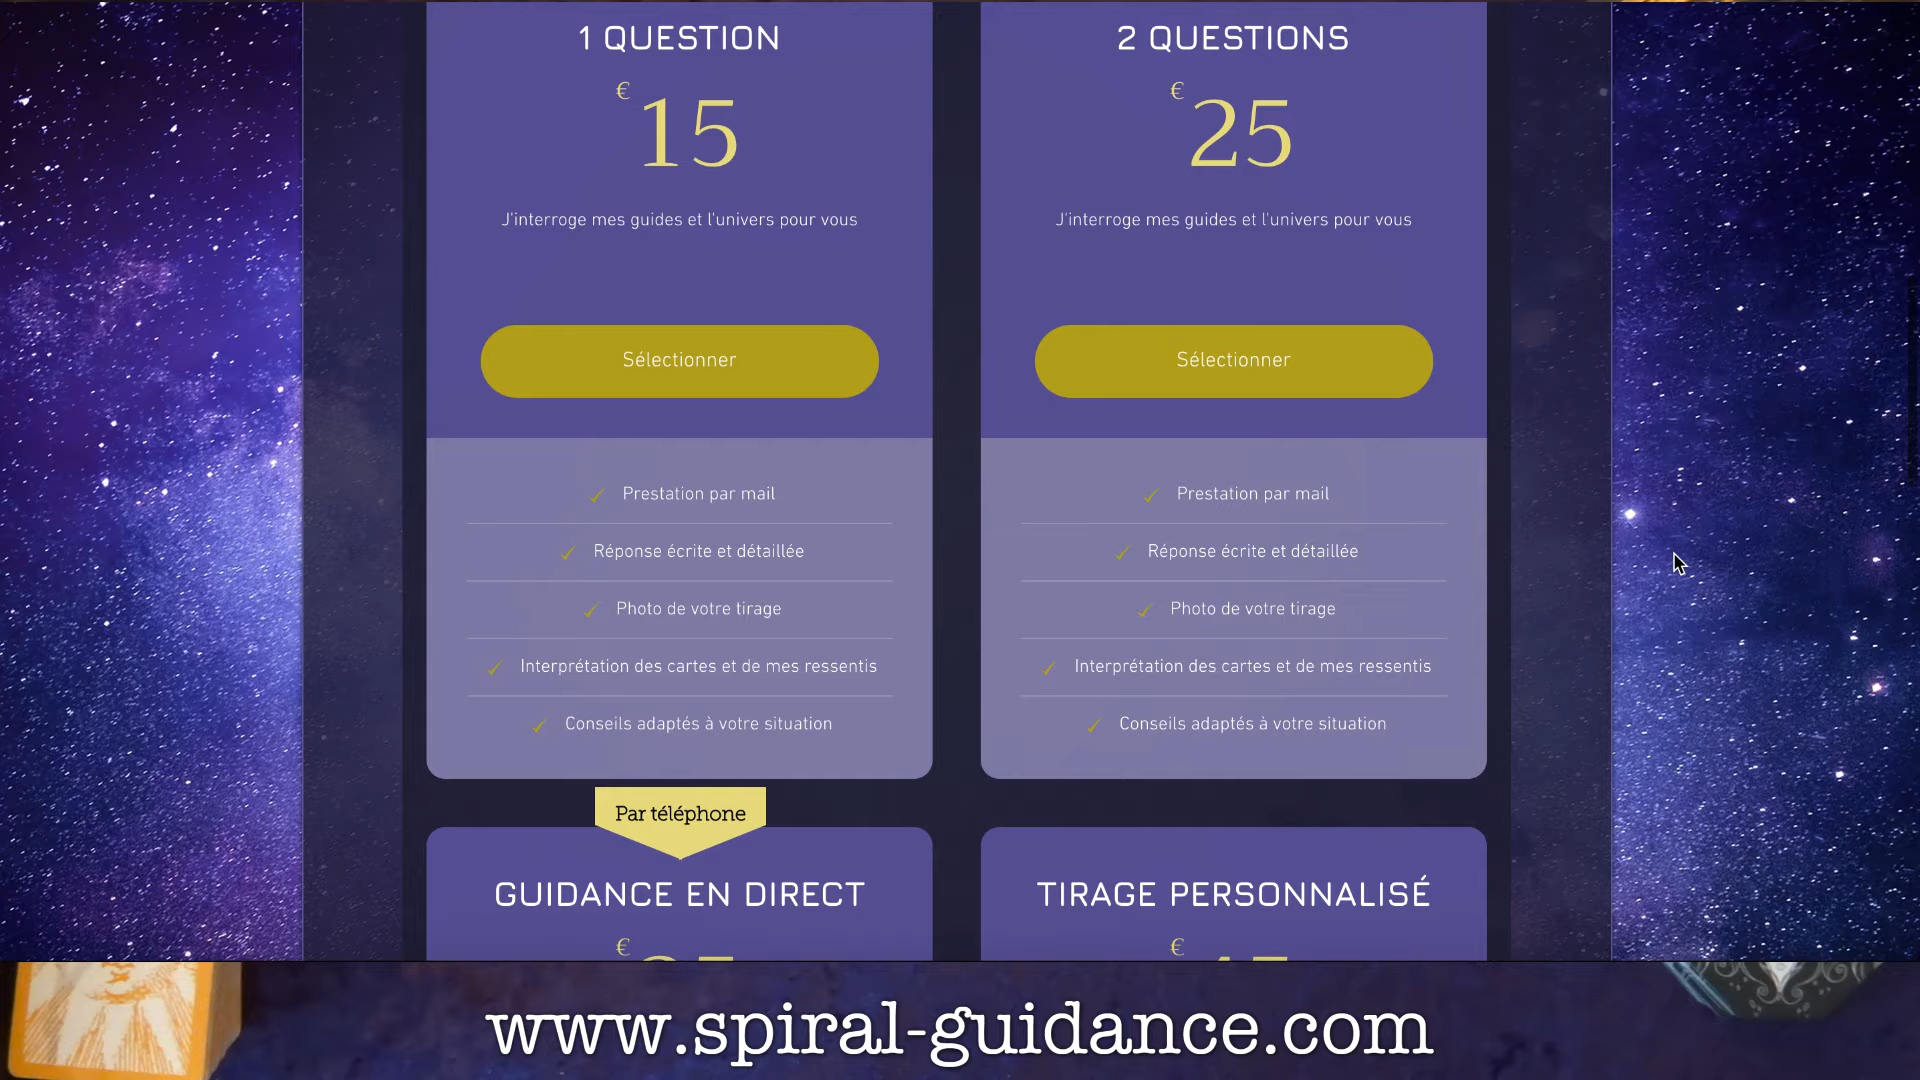 1 QUESTION
€ 15
J'interroge mes guides et l'univers pour vous
Sélectionner
Prestation par mail
Réponse écrite et détaillée
Photo de votre tirage
Interprétation des cartes et de mes ressentis
Conseils adaptés à votre situation
2 QUESTIONS
€ 25
J'interroge mes guides et l'univers pour vous
Sélectionner
Prestation par mail
Réponse écrite et détaillée
Photo de votre tirage
Interprétation des cartes et de mes ressentis
Conseils adaptés à votre situation
Par téléphone
GUIDANCE EN DIRECT
€
TIRAGE PERSONNALISÉ
€
www.spiral-guidance.com